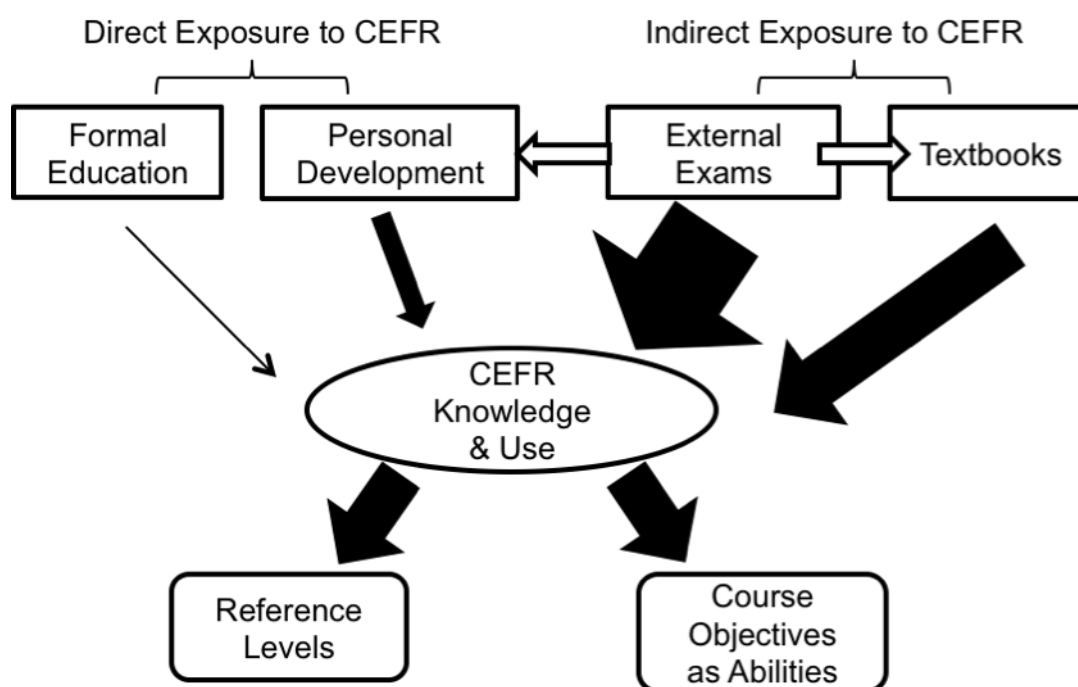 Direct Exposure to CEFR
Indirect Exposure to CEFR
Formal
Education
Personal
Development
External
Exams
Textbooks
CEFR
Knowledge
& Use
Reference
Levels
Course
Objectives
as Abilities